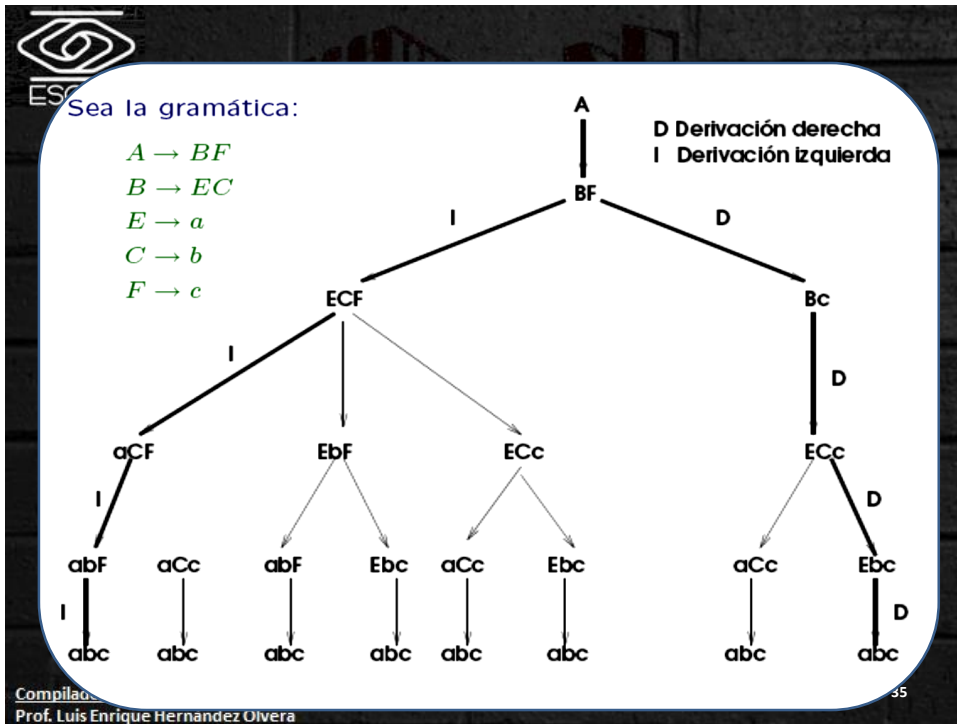 Sea la gramática:
A → BF
B → EC
E → a
C → b
F → c
D Derivación derecha
I Derivación izquierda
A
BF
I D
ECF Bc
I D
aCF EbF ECc ECc
I D
abF aCc abF Ebc aCc Ebc aCc Ebc
I D
abc abc abc abc abc abc abc abc
35
Prof. Luis Enrique Hernández Olvera